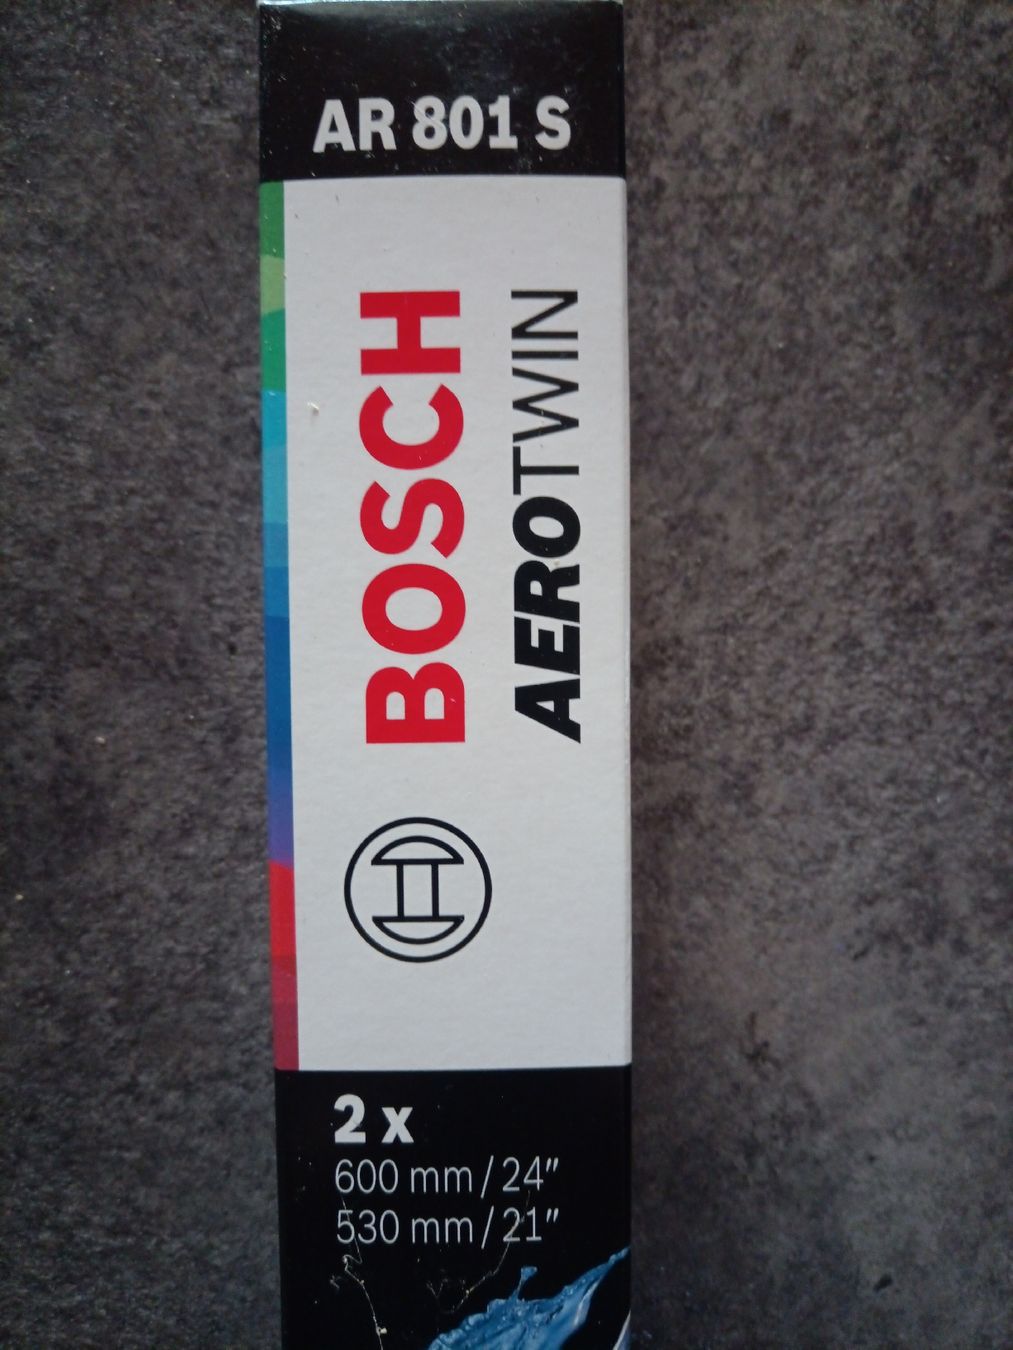 AR 801 S
BOSCH
AEROTWIN
2 x
600 mm / 24"
530 mm / 21"